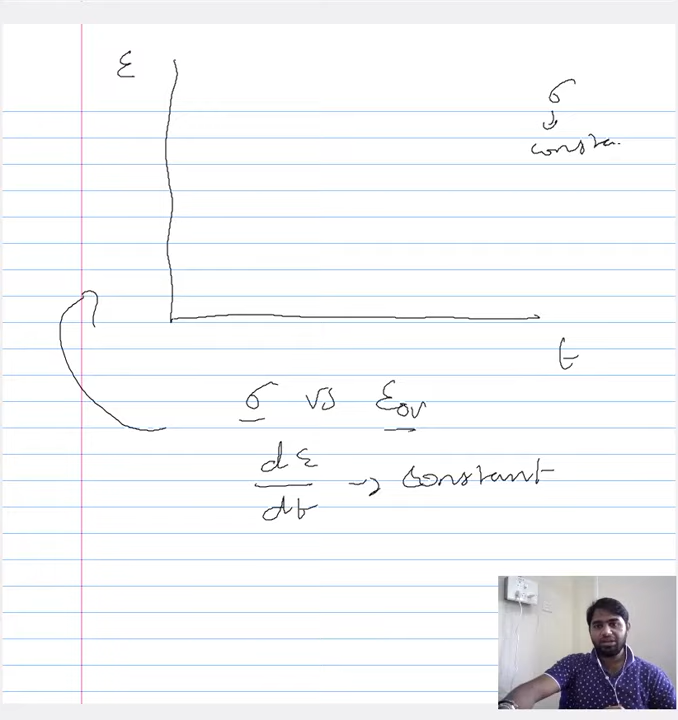 ε
σ
consta
t
σ vs ε_ov
dε
dt → constant